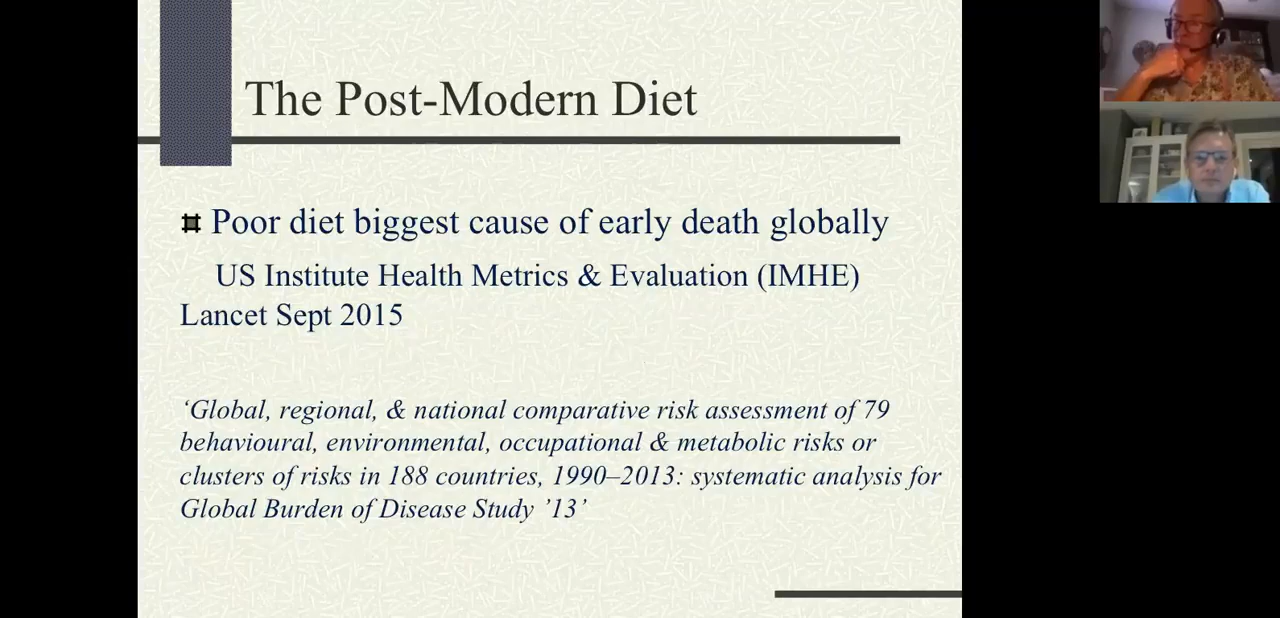 The Post-Modern Diet
Poor diet biggest cause of early death globally
US Institute Health Metrics & Evaluation (IMHE)
Lancet Sept 2015
‘Global, regional, & national comparative risk assessment of 79
behavioural, environmental, occupational & metabolic risks or
clusters of risks in 188 countries, 1990–2013: systematic analysis for
Global Burden of Disease Study ’13’